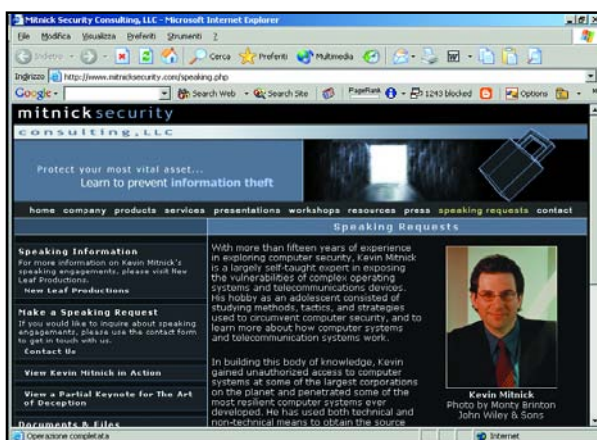 Mitnick Security Consulting, LLC - Microsoft Internet Explorer
File Modifica Visualizza Preferiti Strumenti ?
Indietro Cerca Preferiti Multimedia
Indirizzo http://www.mitnicksecurity.com/speaking.php
Google Search Web Search Site PageRank 1243 blocked Options
mitnicksecurity
consulting, LLC
Protect your most vital asset...
Learn to prevent information theft
home company products services presentations workshops resources press speaking requests contact
Speaking Requests
Speaking Information
For more information on Kevin Mitnick's
speaking engagements, please visit New
Leaf Productions.
New Leaf Productions
Make a Speaking Request
If you would like to inquire about speaking
engagements, please use the contact form
to get in touch with us.
Contact Us
View Kevin Mitnick in Action
View a Partial Keynote for The Art
of Deception
Documents & Files
With more than fifteen years of experience
in exploring computer security, Kevin Mitnick
is a largely self-taught expert in exposing
the vulnerabilities of complex operating
systems and telecommunications devices.
His hobby as an adolescent consisted of
studying methods, tactics, and strategies
used to circumvent computer security, and to
learn more about how computer systems
and telecommunication systems work.
In building this body of knowledge, Kevin
gained unauthorized access to computer
systems at some of the largest corporations
on the planet and penetrated some of the
most resilient computer systems ever
developed. He has used both technical and
non-technical means to obtain the source
Kevin Mitnick
Photo by Monty Brinton
John Wiley & Sons
Operazione completata Internet